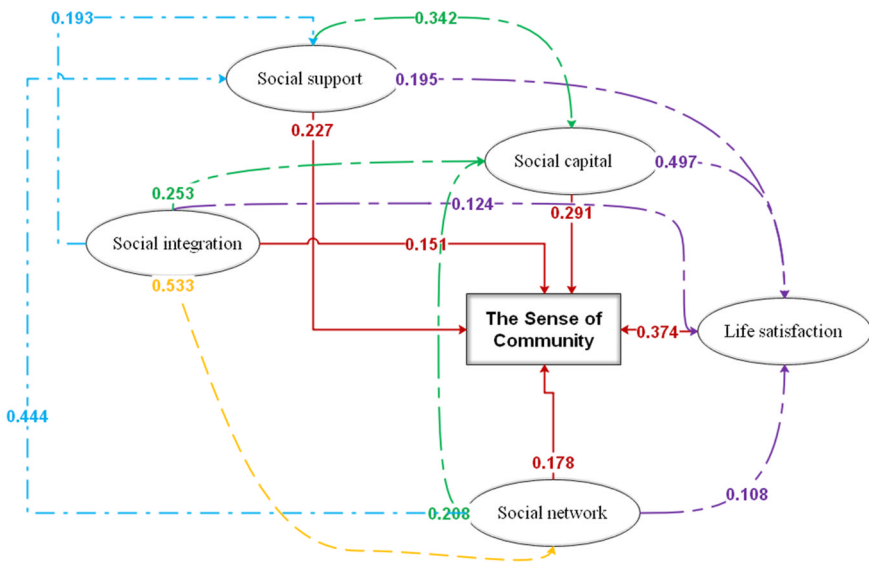 0.193
0.342
Social support
0.195
0.227
Social capital
0.497
0.253
0.124
0.291
Social integration
0.151
0.533
The Sense of
Community
0.374
Life satisfaction
0.444
0.178
0.108
0.208
Social network